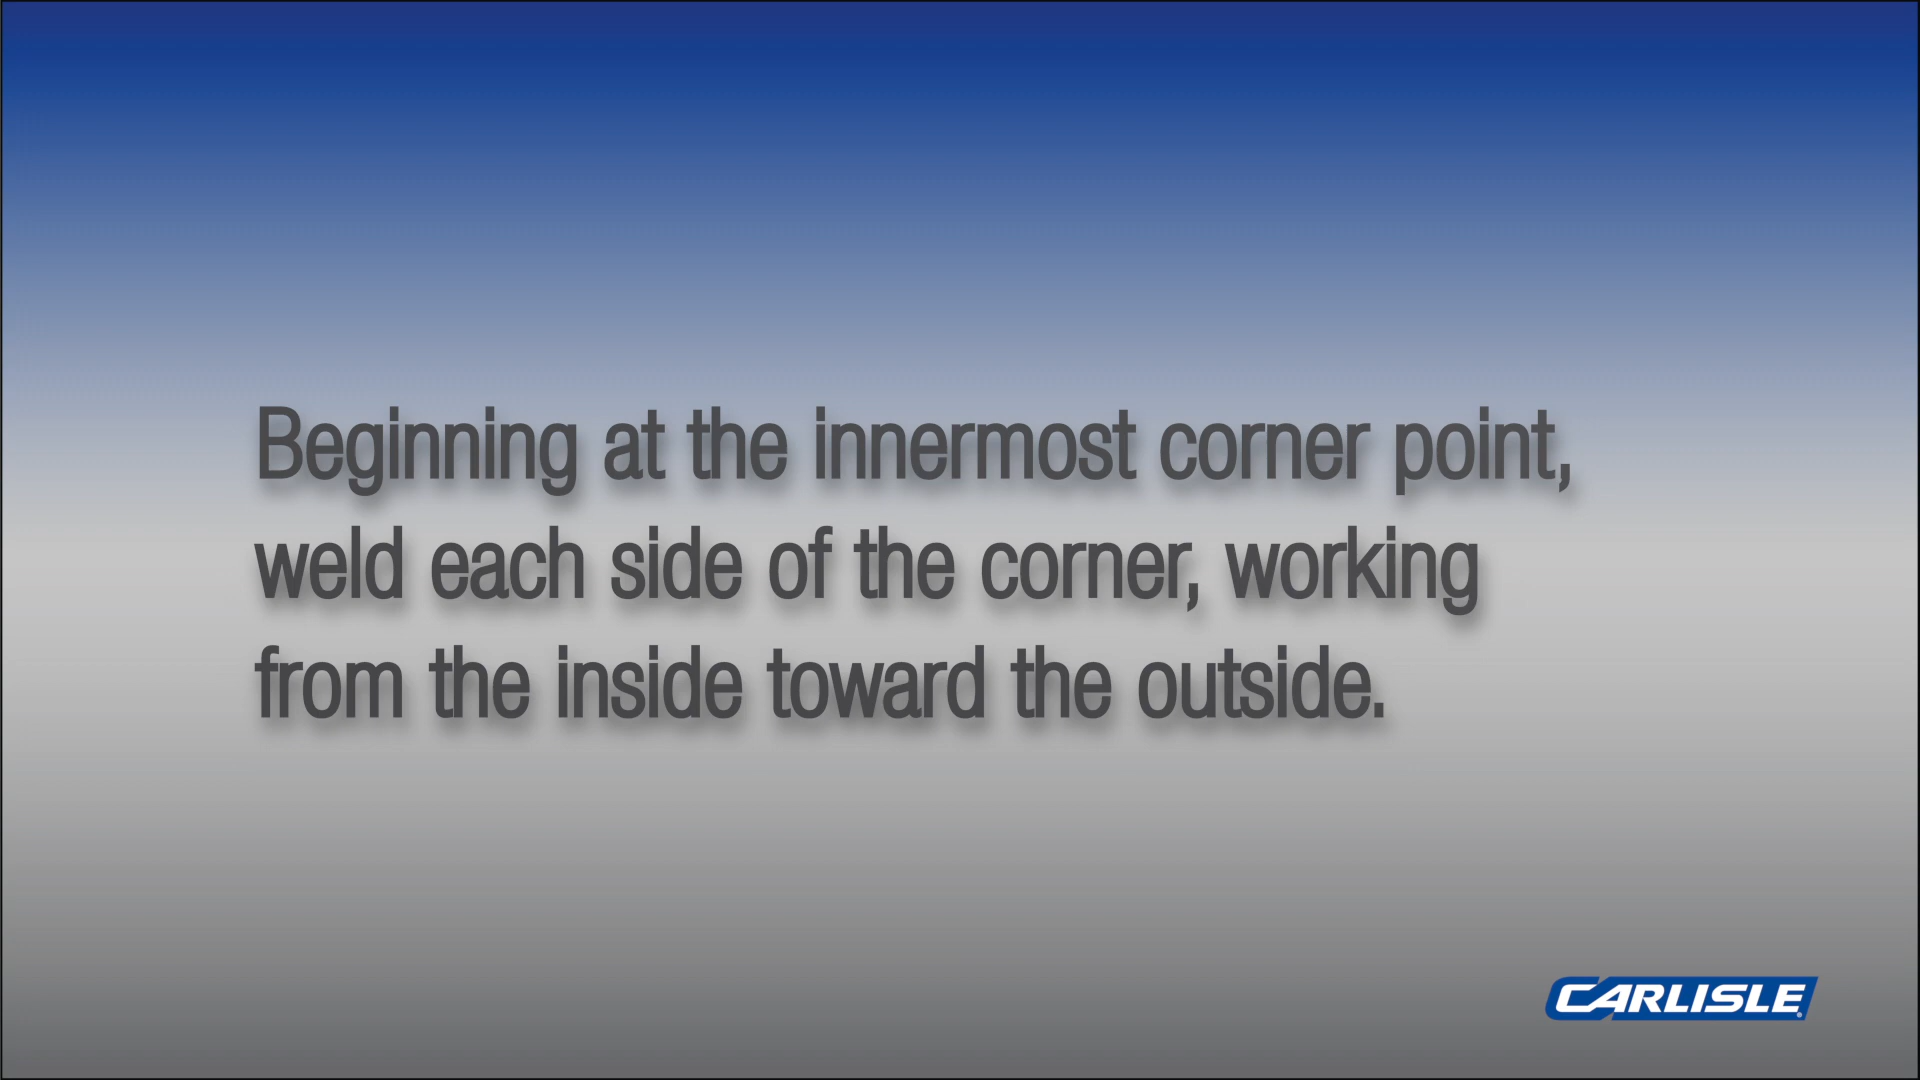 Beginning at the innermost corner point,
weld each side of the corner, working
from the inside toward the outside.
CARLISLE